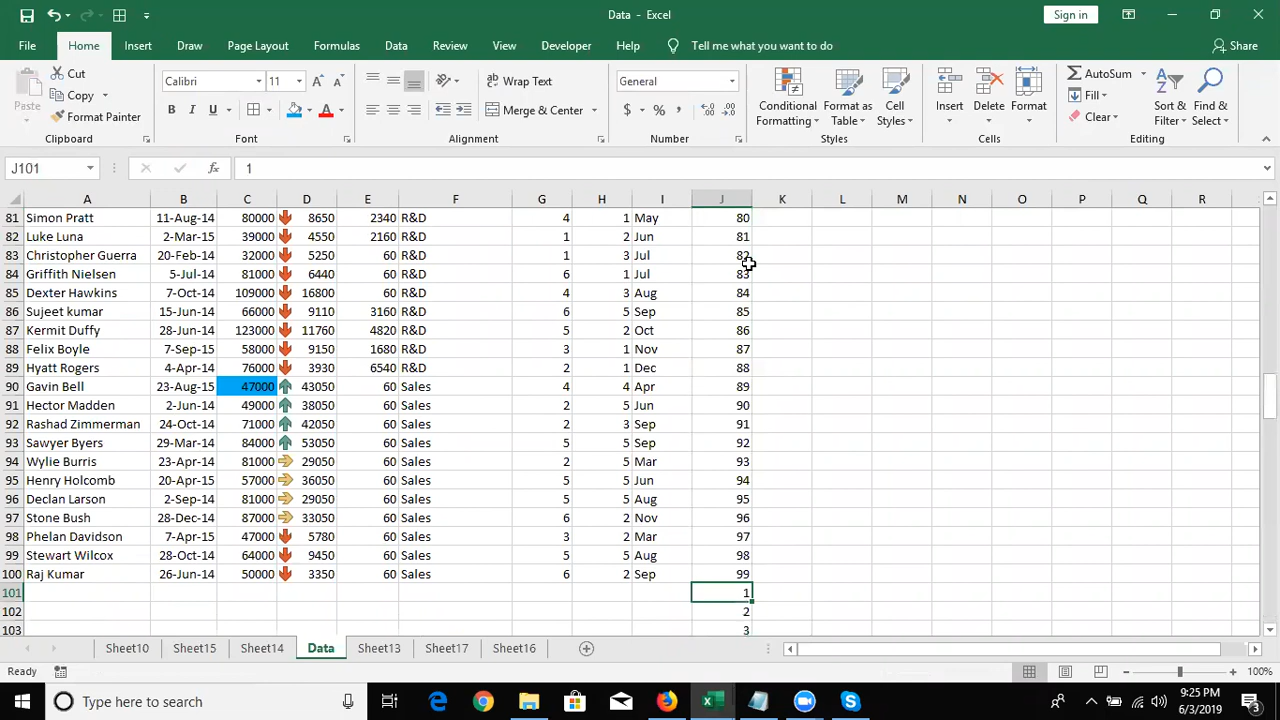 Data - Excel
Sign in
File Home Insert Draw Page Layout Formulas Data Review View Developer Help Tell me what you want to do Share
Paste
Cut
Copy
Format Painter
Clipboard
Calibri 11
B I U
Font
Wrap Text
Merge & Center
Alignment
General
$ % ,
Number
Conditional Formatting
Format as Table
Cell Styles
Styles
Insert
Delete
Format
Cells
AutoSum
Fill
Clear
Sort & Filter
Find & Select
Editing
J101 fx 1
A B C D E F G H I J K L M N O P Q R
81 Simon Pratt 11-Aug-14 80000 8650 2340 R&D 4 1 May 80
82 Luke Luna 2-Mar-15 39000 4550 2160 R&D 1 2 Jun 81
83 Christopher Guerra 20-Feb-14 32000 5250 60 R&D 1 3 Jul 82
84 Griffith Nielsen 5-Jul-14 81000 6440 60 R&D 6 1 Jul 83
85 Dexter Hawkins 7-Oct-14 109000 16800 60 R&D 4 3 Aug 84
86 Sujeet kumar 15-Jun-14 66000 9110 3160 R&D 6 5 Sep 85
87 Kermit Duffy 28-Jun-14 123000 11760 4820 R&D 5 2 Oct 86
88 Felix Boyle 7-Sep-15 58000 9150 1680 R&D 3 1 Nov 87
89 Hyatt Rogers 4-Apr-14 76000 3930 6540 R&D 2 1 Dec 88
90 Gavin Bell 23-Aug-15 47000 43050 60 Sales 4 4 Apr 89
91 Hector Madden 2-Jun-14 49000 38050 60 Sales 2 5 Jun 90
92 Rashad Zimmerman 24-Oct-14 71000 42050 60 Sales 2 3 Sep 91
93 Sawyer Byers 29-Mar-14 84000 53050 60 Sales 5 5 Sep 92
94 Wylie Burris 23-Apr-14 81000 29050 60 Sales 2 5 Mar 93
95 Henry Holcomb 20-Apr-15 57000 36050 60 Sales 5 5 Jun 94
96 Declan Larson 2-Sep-14 81000 29050 60 Sales 5 5 Aug 95
97 Stone Bush 28-Dec-14 87000 33050 60 Sales 6 2 Nov 96
98 Phelan Davidson 7-Apr-15 47000 5780 60 Sales 3 2 Mar 97
99 Stewart Wilcox 28-Oct-14 64000 9450 60 Sales 5 5 Aug 98
100 Raj Kumar 26-Jun-14 50000 3350 60 Sales 6 2 Sep 99
101 1
102 2
103 3
Sheet10 Sheet15 Sheet14 Data Sheet13 Sheet17 Sheet16
Ready 100%
Type here to search
9:25 PM
6/3/2019
3